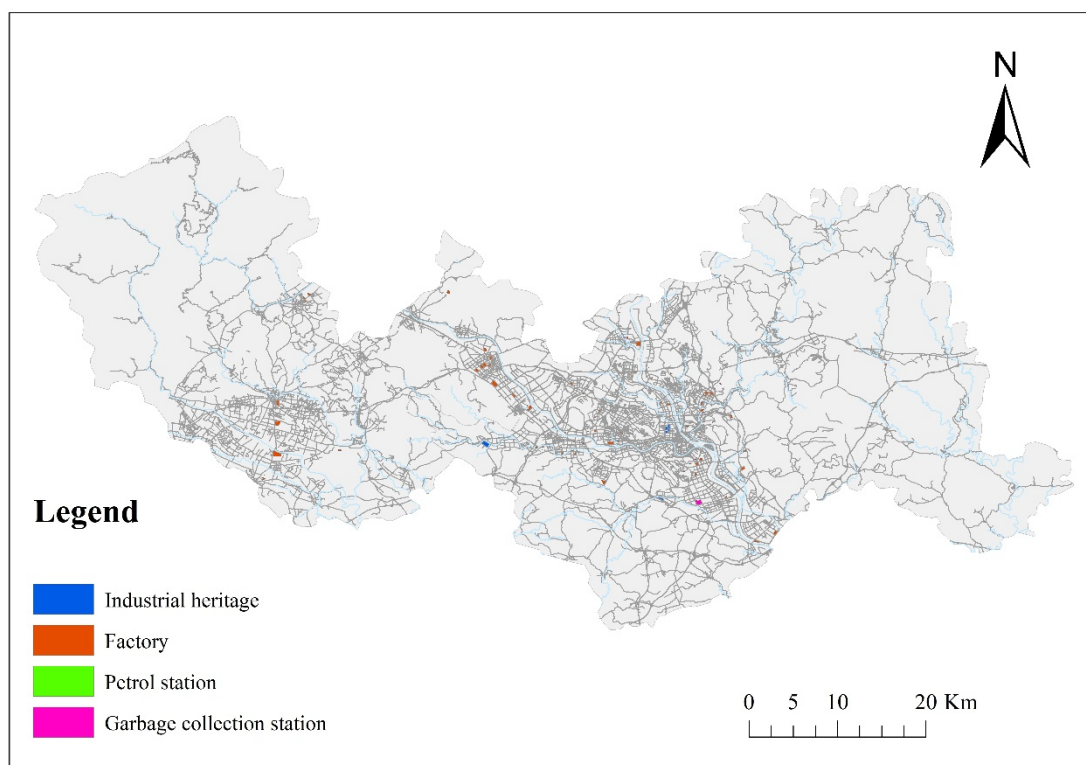 N
Legend
Industrial heritage
Factory
Petrol station
Garbage collection station
0 5 10 20 Km